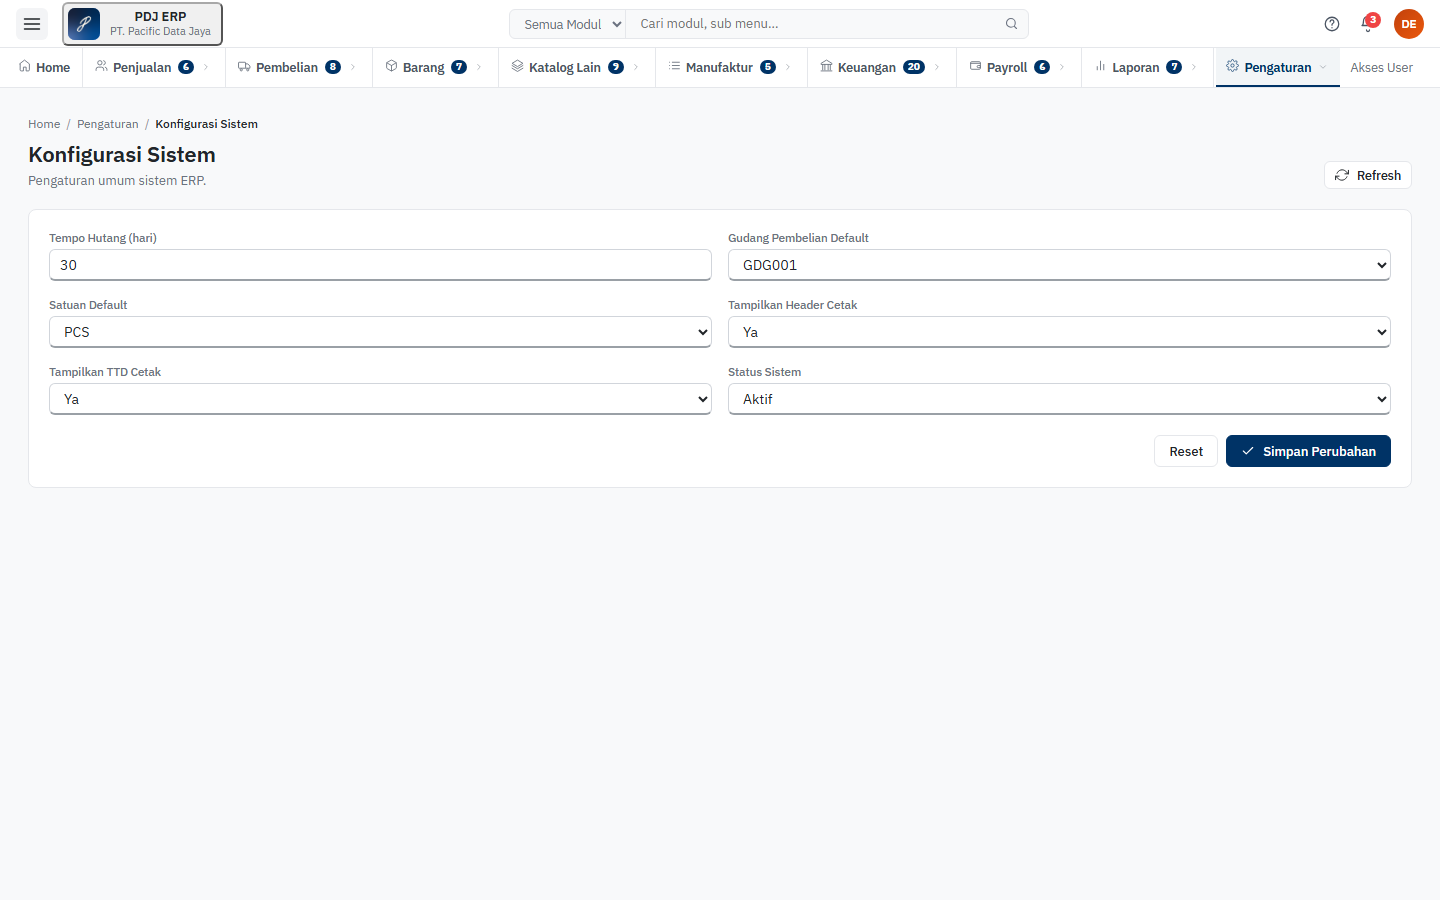 PDJ ERP
PT. Pacific Data Jaya
Semua Modul
Cari modul, sub menu...
3
DE
Home
Penjualan 6
Pembelian 8
Barang 7
Katalog Lain 9
Manufaktur 5
Keuangan 20
Payroll 6
Laporan 7
Pengaturan
Akses User
Home / Pengaturan / Konfigurasi Sistem
Konfigurasi Sistem
Pengaturan umum sistem ERP.
Refresh
Tempo Hutang (hari)
30
Gudang Pembelian Default
GDG001
Satuan Default
PCS
Tampilkan Header Cetak
Ya
Tampilkan TTD Cetak
Ya
Status Sistem
Aktif
Reset
Simpan Perubahan